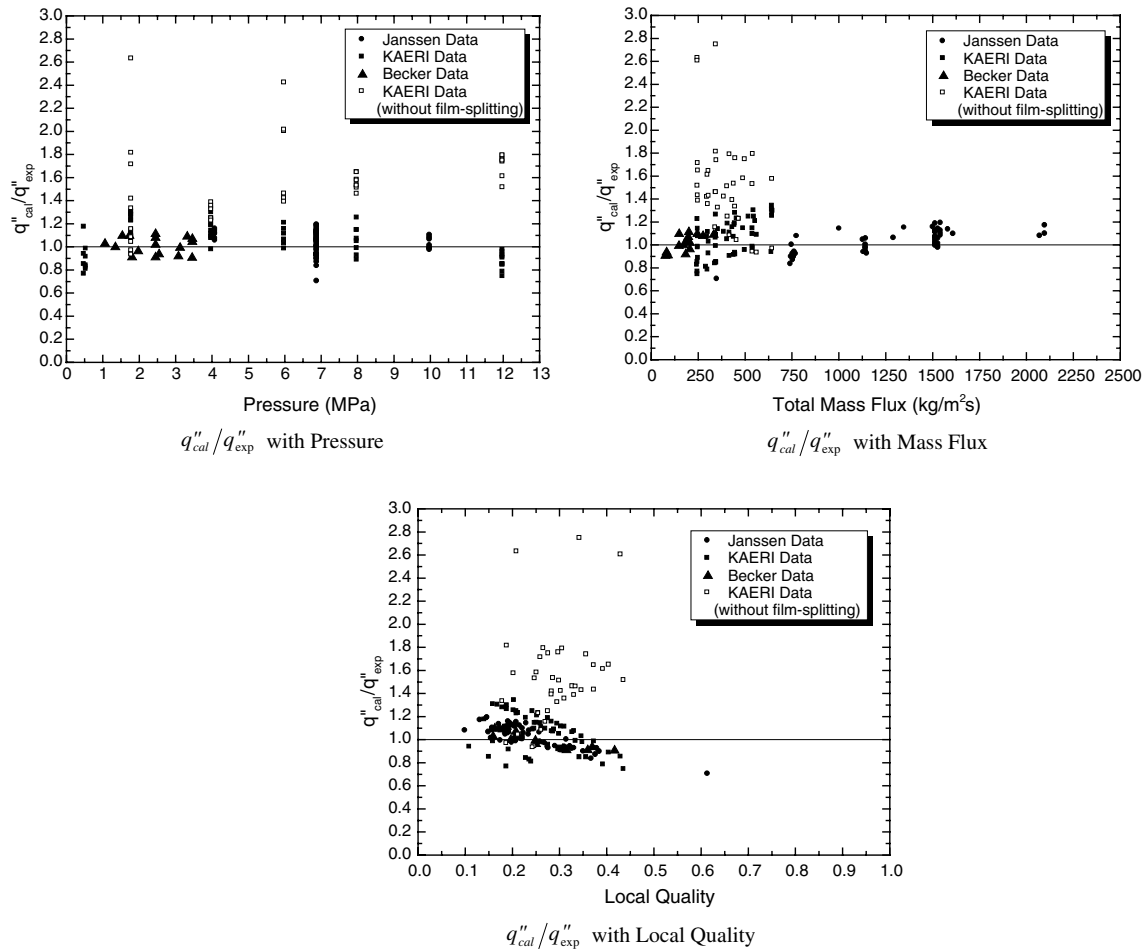 3.0
2.8
2.6
2.4
2.2
2.0
1.8
1.6
1.4
1.2
1.0
0.8
0.6
0.4
0.2
0.0
q"cal/q"exp
Janssen Data
KAERI Data
Becker Data
KAERI Data
(without film-splitting)
0 1 2 3 4 5 6 7 8 9 10 11 12 13
Pressure (MPa)
q"cal/q"exp with Pressure
3.0
2.8
2.6
2.4
2.2
2.0
1.8
1.6
1.4
1.2
1.0
0.8
0.6
0.4
0.2
0.0
q"cal/q"exp
Janssen Data
KAERI Data
Becker Data
KAERI Data
(without film-splitting)
0 250 500 750 1000 1250 1500 1750 2000 2250 2500
Total Mass Flux (kg/m²s)
q"cal/q"exp with Mass Flux
3.0
2.8
2.6
2.4
2.2
2.0
1.8
1.6
1.4
1.2
1.0
0.8
0.6
0.4
0.2
0.0
q"cal/q"exp
Janssen Data
KAERI Data
Becker Data
KAERI Data
(without film-splitting)
0.0 0.1 0.2 0.3 0.4 0.5 0.6 0.7 0.8 0.9 1.0
Local Quality
q"cal/q"exp with Local Quality